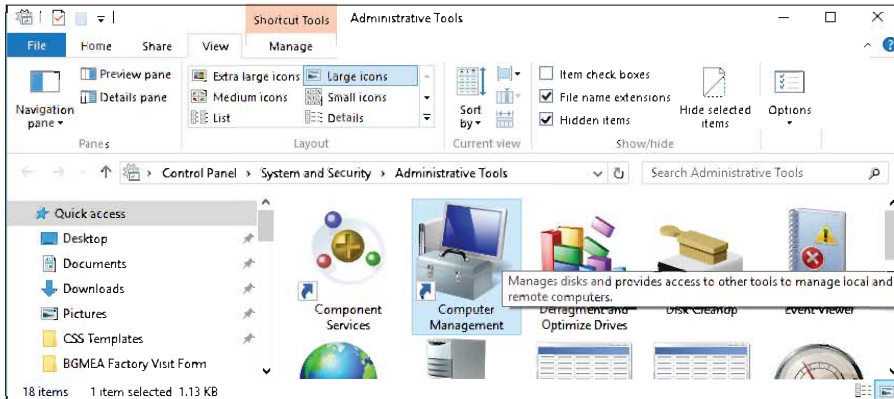 Shortcut Tools Administrative Tools
File Home Share View Manage
Preview pane
Details pane
Navigation pane
Panes
Extra large icons Large icons
Medium icons Small icons
List Details
Layout
Sort by
Current view
Item check boxes
File name extensions
Hidden items
Hide selected items
Show/hide
Options
Control Panel > System and Security > Administrative Tools
Search Administrative Tools
Quick access
Desktop
Documents
Downloads
Pictures
CSS Templates
BGMEA Factory Visit Form
Component Services
Computer Management
Manages disks and provides access to other tools to manage local and
remote computers.
Defragment and Optimize Drives
Disk Cleanup
Event Viewer
18 items 1 item selected 1.13 KB